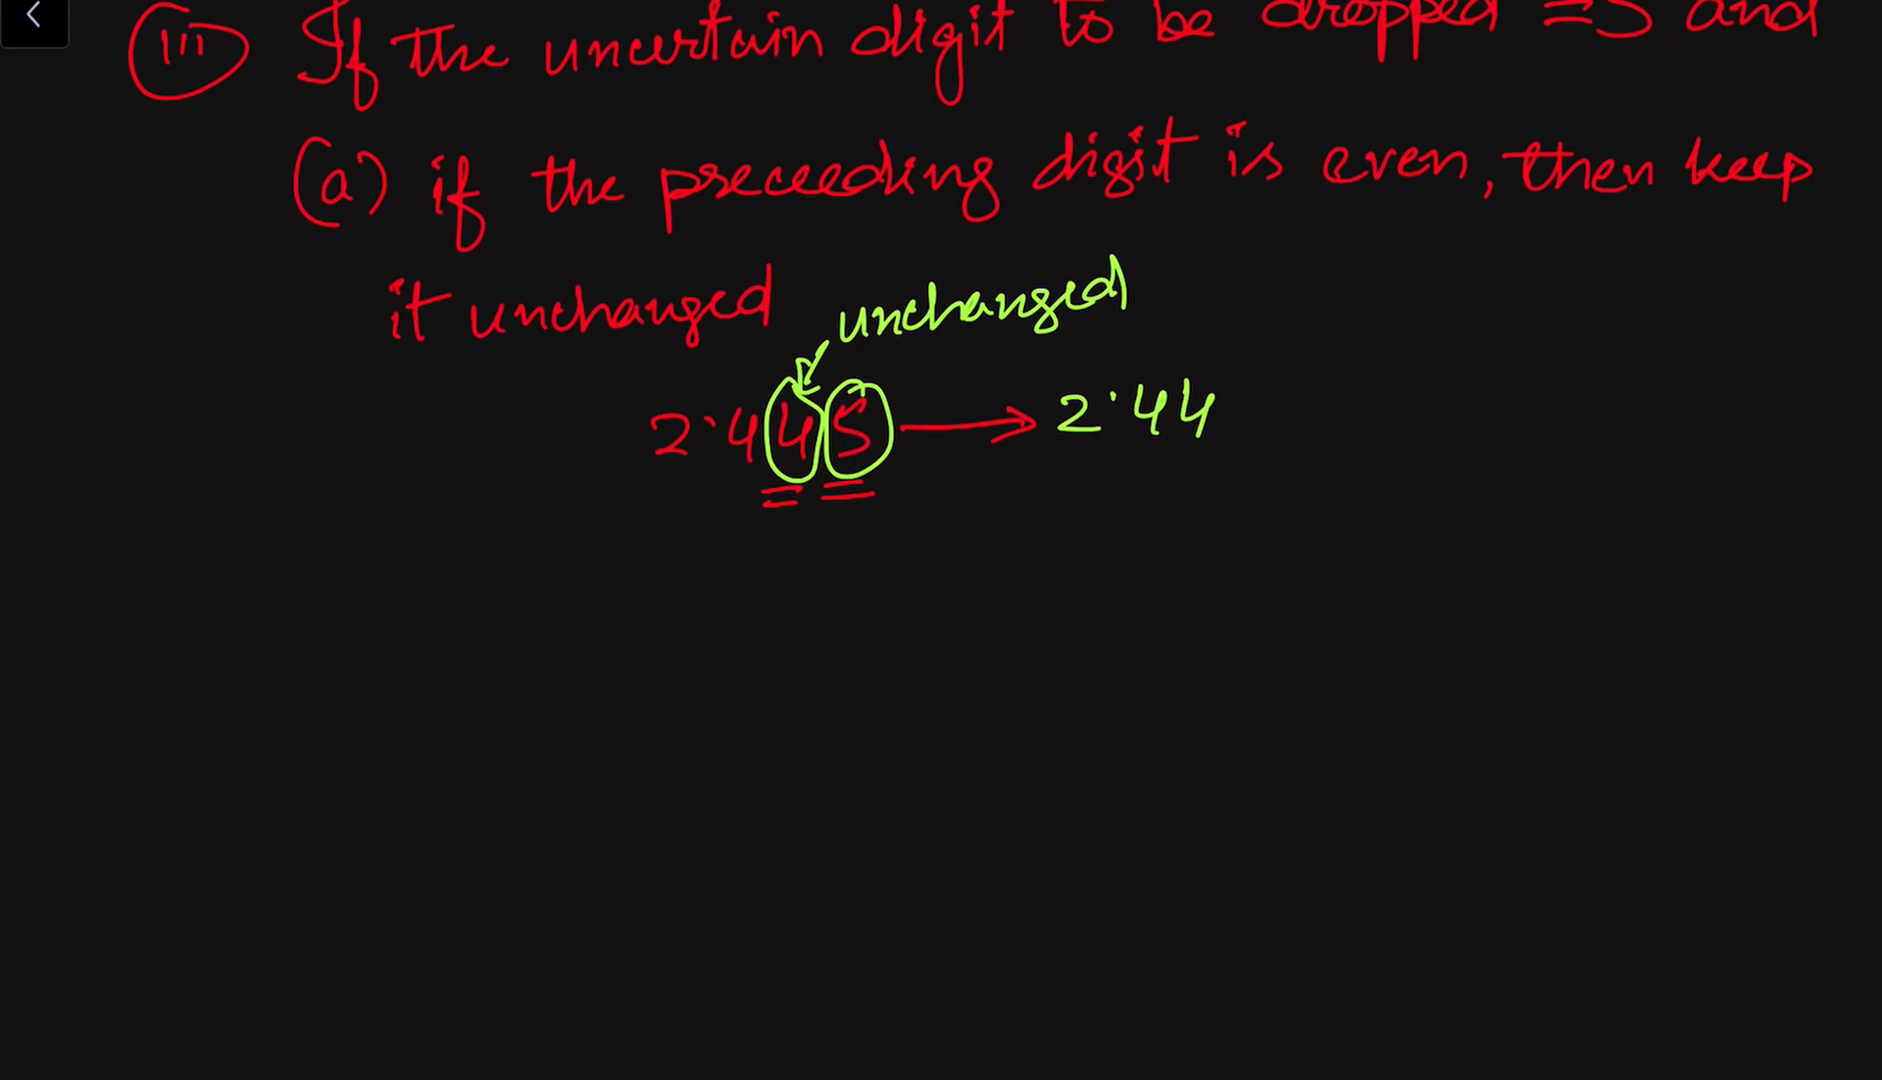 (iii) If the uncertain digit to be dropped =5 and
(a) if the preceeding digit is even, then keep
it unchanged
unchanged
2.445 → 2.44